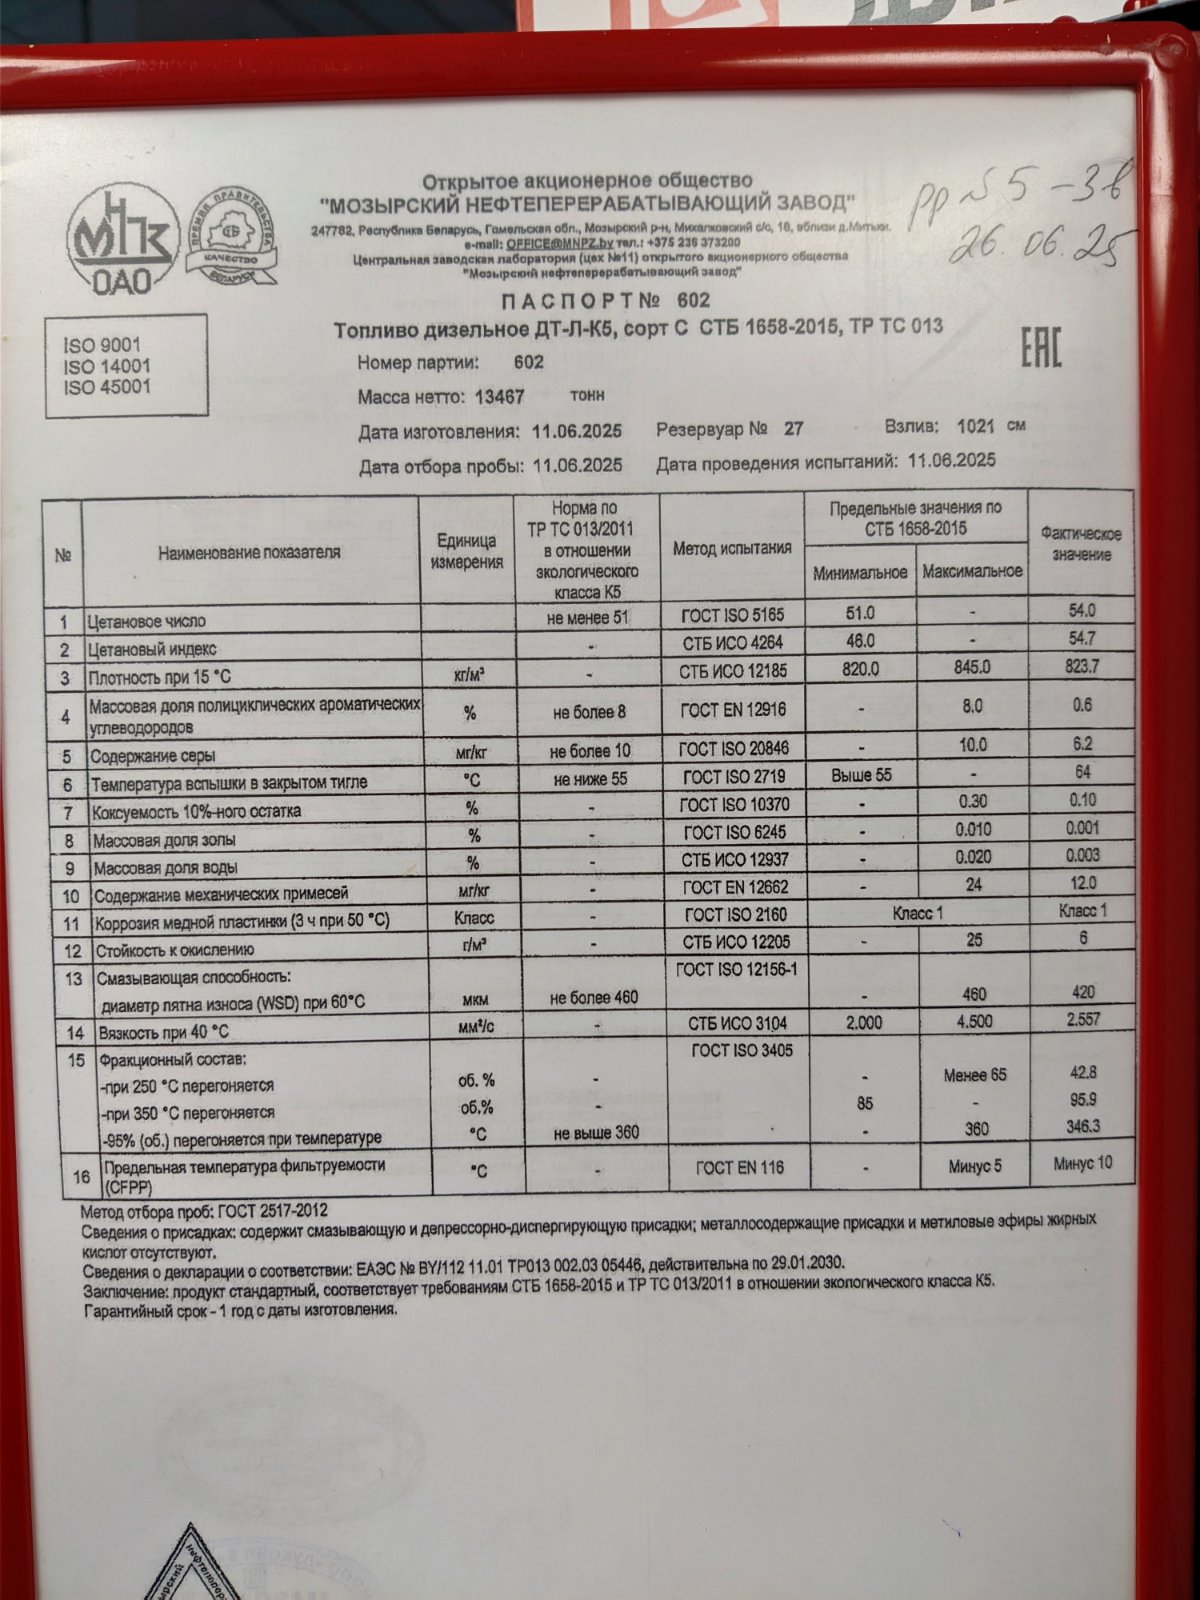 Открытое акционерное общество
"МОЗЫРСКИЙ НЕФТЕПЕРЕРАБАТЫВАЮЩИЙ ЗАВОД"
247782, Республика Беларусь, Гомельская обл., Мозырский р-н, Михалковский с/с, 18, вблизи д.Митьки.
e-mail: OFFICE@MNPZ.by тел.: +375 236 373200
Центральная заводская лаборатория (цех №11) открытого акционерного общества
"Мозырский нефтеперерабатывающий завод"
26.06.25
МНПЗ
ОАО
ПРЕМИЯ ПРАВИТЕЛЬСТВА
КАЧЕСТВО
БЕЛАРУСЬ
ПАСПОРТ № 602
Топливо дизельное ДТ-Л-К5, сорт С СТБ 1658-2015, ТР ТС 013
ISO 9001
ISO 14001
ISO 45001
EAC
Номер партии: 602
Масса нетто: 13467 тонн
Дата изготовления: 11.06.2025 Резервуар № 27 Взлив: 1021 см
Дата отбора пробы: 11.06.2025 Дата проведения испытаний: 11.06.2025
№ Наименование показателя Единица измерения Норма по ТР ТС 013/2011 в отношении экологического класса К5 Метод испытания Предельные значения по СТБ 1658-2015 Минимальное Максимальное Фактическое значение
1 Цетановое число не менее 51 ГОСТ ISO 5165 51.0 - 54.0
2 Цетановый индекс - СТБ ИСО 4264 46.0 - 54.7
3 Плотность при 15 °С кг/м³ - СТБ ИСО 12185 820.0 845.0 823.7
4 Массовая доля полициклических ароматических углеводородов % не более 8 ГОСТ EN 12916 - 8.0 0.6
5 Содержание серы мг/кг не более 10 ГОСТ ISO 20846 - 10.0 6.2
6 Температура вспышки в закрытом тигле °С не ниже 55 ГОСТ ISO 2719 Выше 55 - 64
7 Коксуемость 10%-ного остатка % - ГОСТ ISO 10370 - 0.30 0.10
8 Массовая доля золы % - ГОСТ ISO 6245 - 0.010 0.001
9 Массовая доля воды % - СТБ ИСО 12937 - 0.020 0.003
10 Содержание механических примесей мг/кг - ГОСТ EN 12662 - 24 12.0
11 Коррозия медной пластинки (3 ч при 50 °С) Класс - ГОСТ ISO 2160 Класс 1 Класс 1
12 Стойкость к окислению г/м³ - СТБ ИСО 12205 - 25 6
13 Смазывающая способность: ГОСТ ISO 12156-1
диаметр пятна износа (WSD) при 60°С мкм не более 460 - 460 420
14 Вязкость при 40 °С мм²/с - СТБ ИСО 3104 2.000 4.500 2.557
15 Фракционный состав: ГОСТ ISO 3405
-при 250 °С перегоняется об. % - - Менее 65 42.8
-при 350 °С перегоняется об.% - 85 - 95.9
-95% (об.) перегоняется при температуре °С не выше 360 - 360 346.3
16 Предельная температура фильтруемости (CFPP) °С - ГОСТ EN 116 - Минус 5 Минус 10
Метод отбора проб: ГОСТ 2517-2012
Сведения о присадках: содержит смазывающую и депрессорно-диспергирующую присадки; металлосодержащие присадки и метиловые эфиры жирных
кислот отсутствуют.
Сведения о декларации о соответствии: ЕАЭС № BY/112 11.01 ТР013 002.03 05446, действительна по 29.01.2030.
Заключение: продукт стандартный, соответствует требованиям СТБ 1658-2015 и ТР ТС 013/2011 в отношении экологического класса К5.
Гарантийный срок - 1 год с даты изготовления.